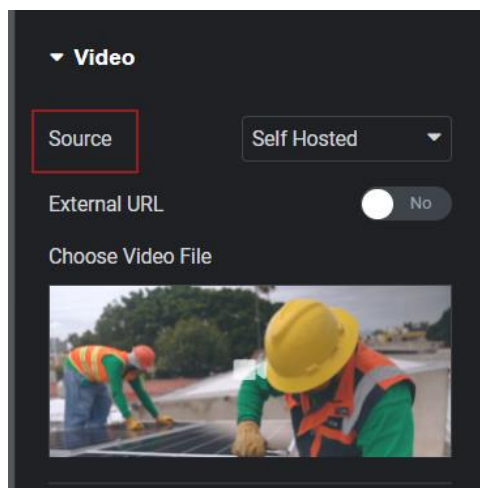 Video
Source
Self Hosted
External URL
No
Choose Video File